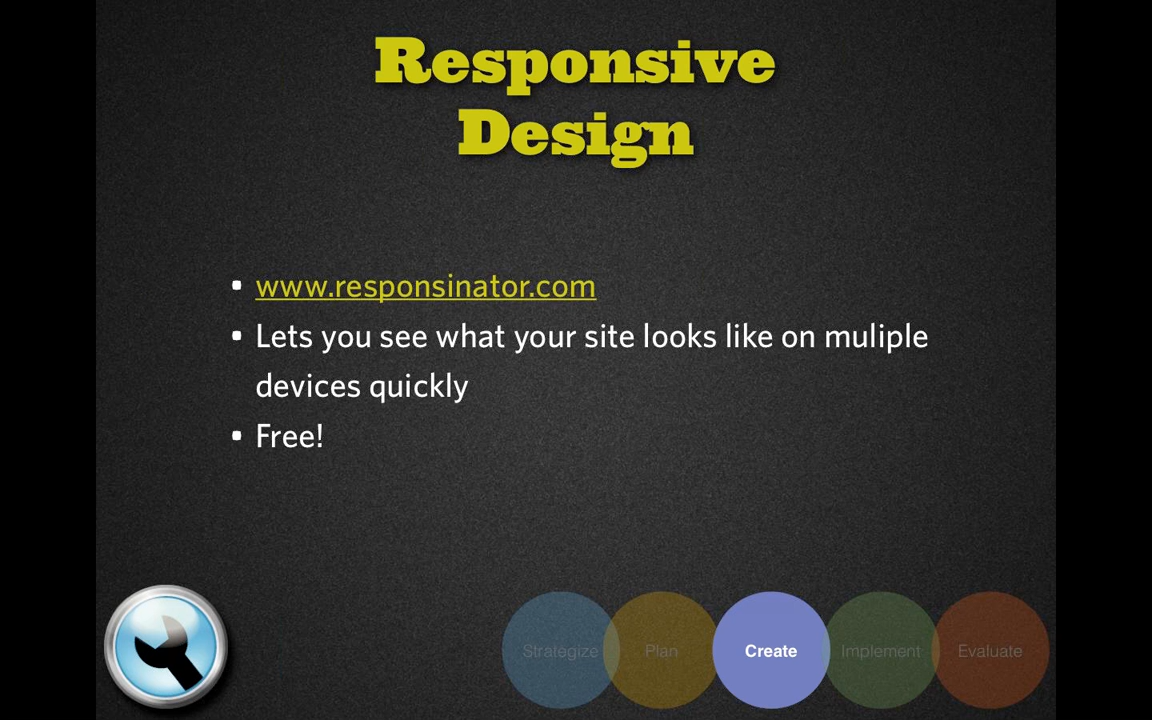 Responsive
Design
• www.responsinator.com
• Lets you see what your site looks like on muliple
devices quickly
• Free!
Strategize Plan Create Implement Evaluate